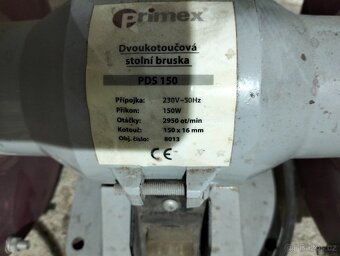 Primex®
Dvoukotoučová
stolní bruska
PDS 150
Přípojka: 230V~50Hz
Příkon: 150W
Otáčky: 2950 ot/min
Kotouč: 150 x 16 mm
Obj. číslo: 8013
CE